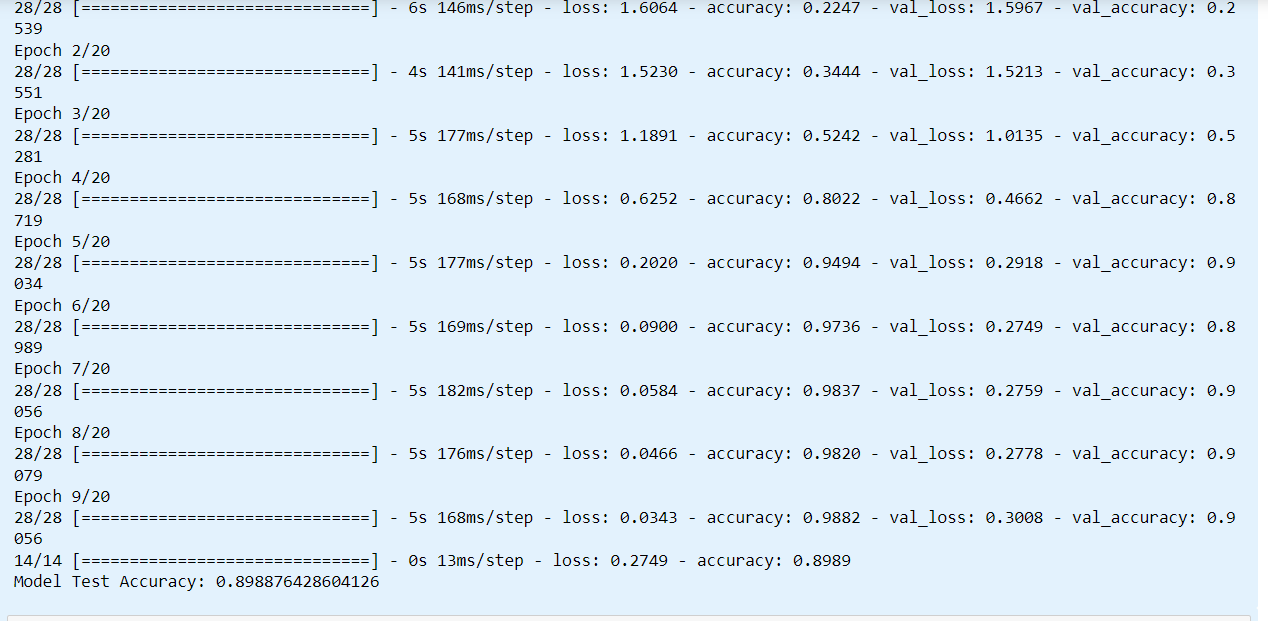 28/28 [==============================] - 6s 146ms/step - loss: 1.6064 - accuracy: 0.2247 - val_loss: 1.5967 - val_accuracy: 0.2
539
Epoch 2/20
28/28 [==============================] - 4s 141ms/step - loss: 1.5230 - accuracy: 0.3444 - val_loss: 1.5213 - val_accuracy: 0.3
551
Epoch 3/20
28/28 [==============================] - 5s 177ms/step - loss: 1.1891 - accuracy: 0.5242 - val_loss: 1.0135 - val_accuracy: 0.5
281
Epoch 4/20
28/28 [==============================] - 5s 168ms/step - loss: 0.6252 - accuracy: 0.8022 - val_loss: 0.4662 - val_accuracy: 0.8
719
Epoch 5/20
28/28 [==============================] - 5s 177ms/step - loss: 0.2020 - accuracy: 0.9494 - val_loss: 0.2918 - val_accuracy: 0.9
034
Epoch 6/20
28/28 [==============================] - 5s 169ms/step - loss: 0.0900 - accuracy: 0.9736 - val_loss: 0.2749 - val_accuracy: 0.8
989
Epoch 7/20
28/28 [==============================] - 5s 182ms/step - loss: 0.0584 - accuracy: 0.9837 - val_loss: 0.2759 - val_accuracy: 0.9
056
Epoch 8/20
28/28 [==============================] - 5s 176ms/step - loss: 0.0466 - accuracy: 0.9820 - val_loss: 0.2778 - val_accuracy: 0.9
079
Epoch 9/20
28/28 [==============================] - 5s 168ms/step - loss: 0.0343 - accuracy: 0.9882 - val_loss: 0.3008 - val_accuracy: 0.9
056
14/14 [==============================] - 0s 13ms/step - loss: 0.2749 - accuracy: 0.8989
Model Test Accuracy: 0.898876428604126